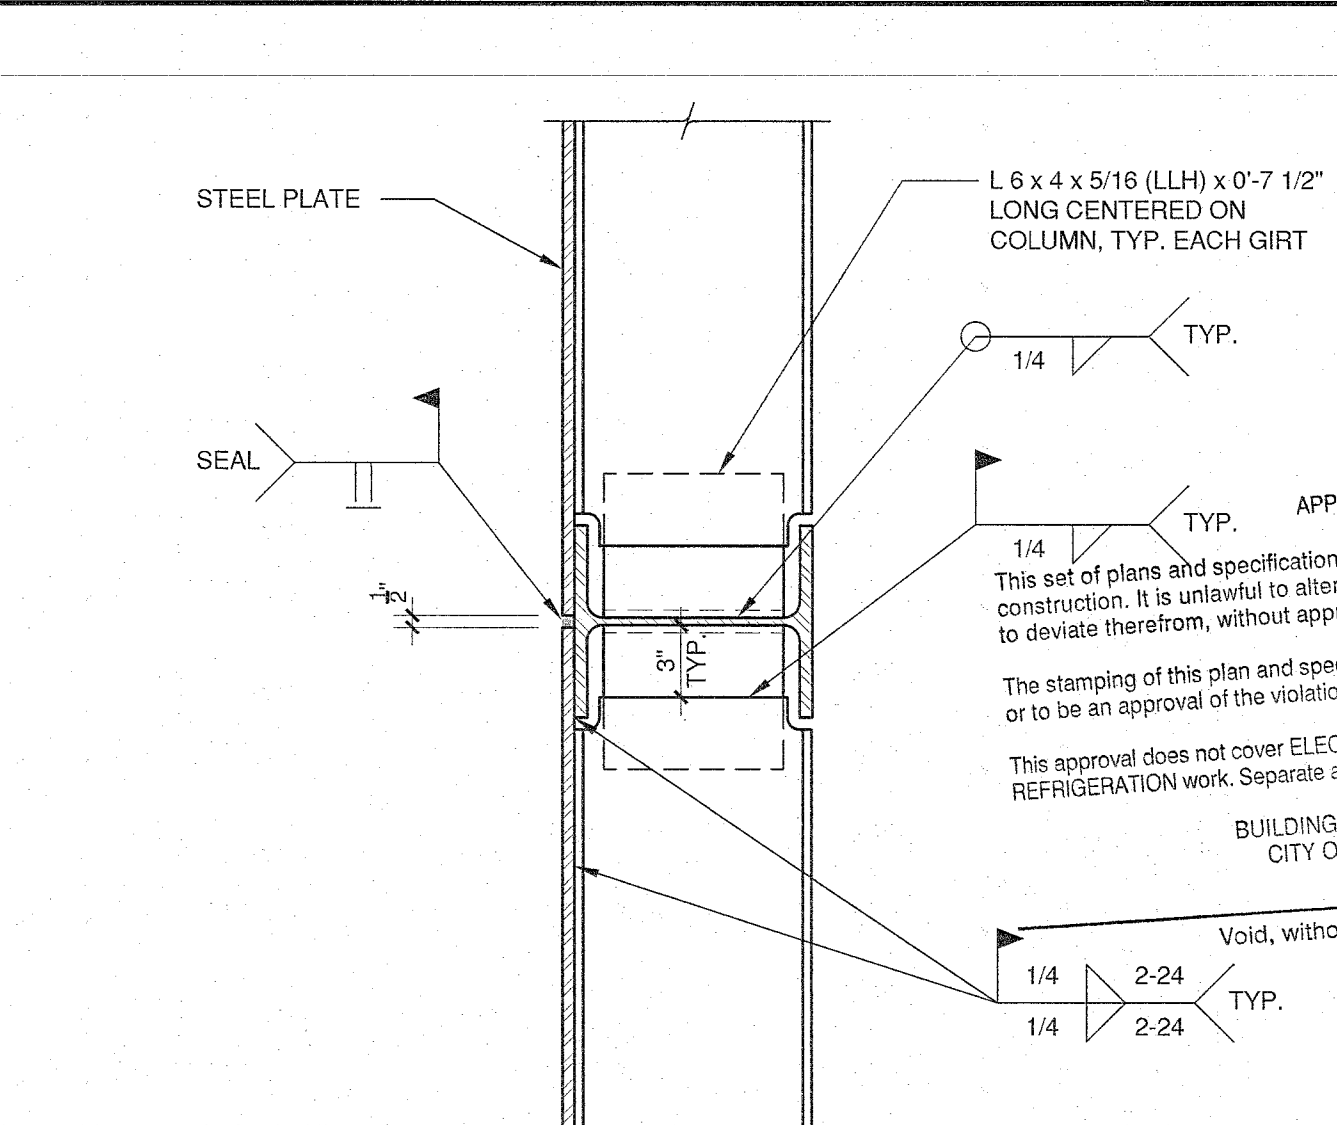 STEEL PLATE
L 6 x 4 x 5/16 (LLH) x 0'-7 1/2"
LONG CENTERED ON
COLUMN, TYP. EACH GIRT
1/4
TYP.
SEAL
1/4
TYP.
APP
This set of plans and specification
construction. It is unlawful to alter
to deviate therefrom, without app
1"/2
3"
TYP.
The stamping of this plan and spe
or to be an approval of the violatio
This approval does not cover ELEC
REFRIGERATION work. Separate a
BUILDING
CITY O
Void, witho
1/4 2-24
TYP.
1/4 2-24